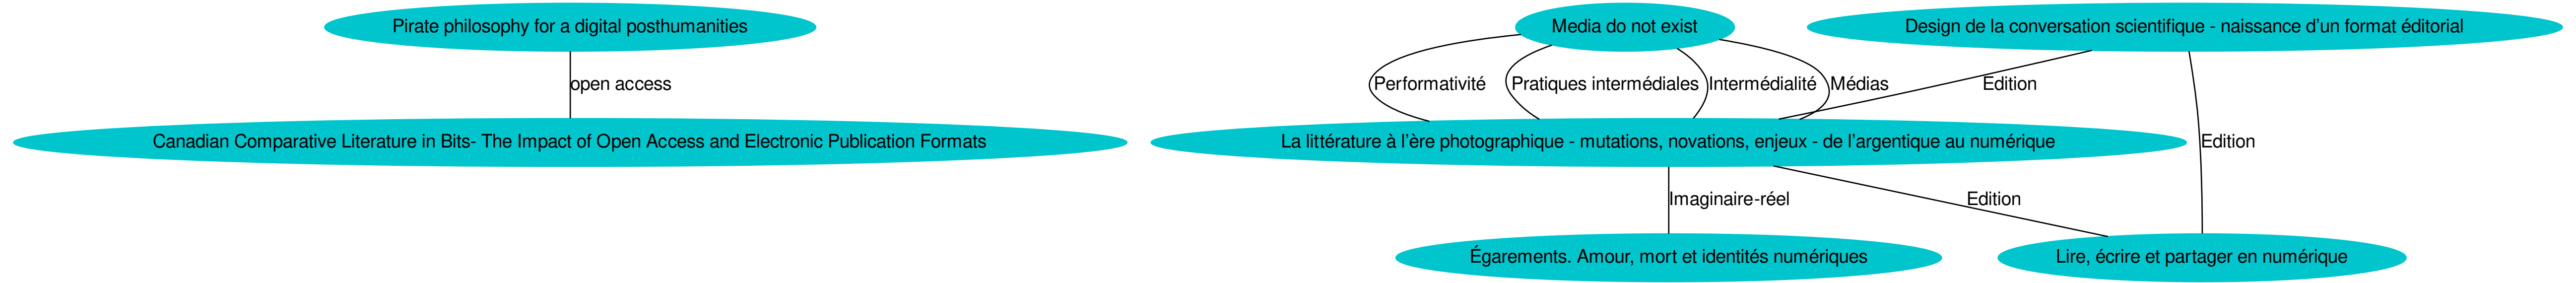 Pirate philosophy for a digital posthumanities
Media do not exist
Design de la conversation scientifique - naissance d’un format éditorial
open access
Performativité
Pratiques intermédiales
Intermédialité
Médias
Edition
Canadian Comparative Literature in Bits- The Impact of Open Access and Electronic Publication Formats
La littérature à l’ère photographique - mutations, novations, enjeux - de l’argentique au numérique
Edition
Imaginaire-réel
Edition
Égarements. Amour, mort et identités numériques
Lire, écrire et partager en numérique